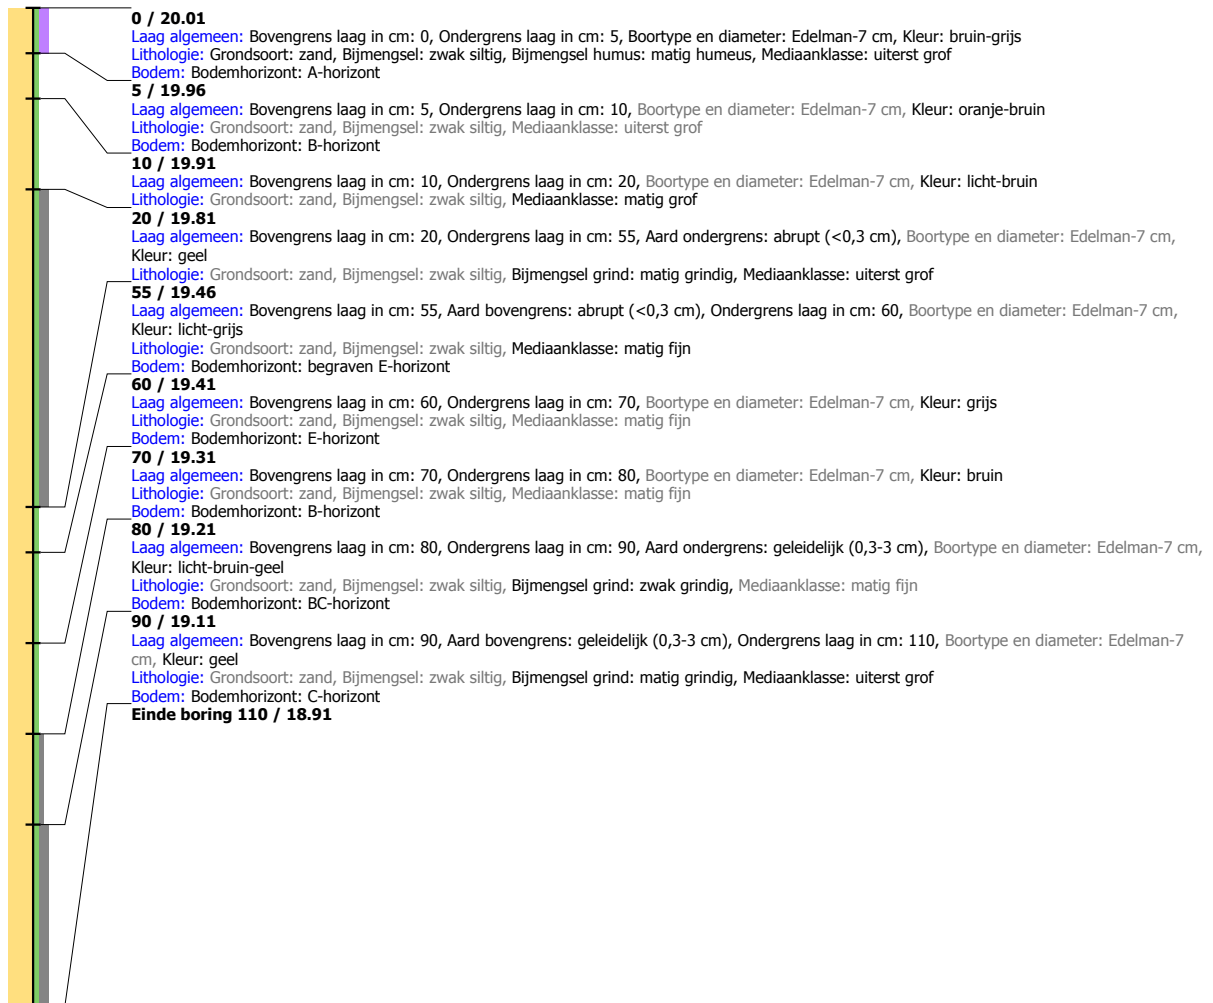 0 / 20.01
Laag algemeen: Bovengrens laag in cm: 0, Ondergrens laag in cm: 5, Boortype en diameter: Edelman-7 cm, Kleur: bruin-grijs
Lithologie: Grondsoort: zand, Bijmengsel: zwak siltig, Bijmengsel humus: matig humeus, Mediaanklasse: uiterst grof
Bodem: Bodemhorizont: A-horizont
5 / 19.96
Laag algemeen: Bovengrens laag in cm: 5, Ondergrens laag in cm: 10, Boortype en diameter: Edelman-7 cm, Kleur: oranje-bruin
Lithologie: Grondsoort: zand, Bijmengsel: zwak siltig, Mediaanklasse: uiterst grof
Bodem: Bodemhorizont: B-horizont
10 / 19.91
Laag algemeen: Bovengrens laag in cm: 10, Ondergrens laag in cm: 20, Boortype en diameter: Edelman-7 cm, Kleur: licht-bruin
Lithologie: Grondsoort: zand, Bijmengsel: zwak siltig, Mediaanklasse: matig grof
20 / 19.81
Laag algemeen: Bovengrens laag in cm: 20, Ondergrens laag in cm: 55, Aard ondergrens: abrupt (<0,3 cm), Boortype en diameter: Edelman-7 cm,
Kleur: geel
Lithologie: Grondsoort: zand, Bijmengsel: zwak siltig, Bijmengsel grind: matig grindig, Mediaanklasse: uiterst grof
55 / 19.46
Laag algemeen: Bovengrens laag in cm: 55, Aard bovengrens: abrupt (<0,3 cm), Ondergrens laag in cm: 60, Boortype en diameter: Edelman-7 cm,
Kleur: licht-grijs
Lithologie: Grondsoort: zand, Bijmengsel: zwak siltig, Mediaanklasse: matig fijn
Bodem: Bodemhorizont: begraven E-horizont
60 / 19.41
Laag algemeen: Bovengrens laag in cm: 60, Ondergrens laag in cm: 70, Boortype en diameter: Edelman-7 cm, Kleur: grijs
Lithologie: Grondsoort: zand, Bijmengsel: zwak siltig, Mediaanklasse: matig fijn
Bodem: Bodemhorizont: E-horizont
70 / 19.31
Laag algemeen: Bovengrens laag in cm: 70, Ondergrens laag in cm: 80, Boortype en diameter: Edelman-7 cm, Kleur: bruin
Lithologie: Grondsoort: zand, Bijmengsel: zwak siltig, Mediaanklasse: matig fijn
Bodem: Bodemhorizont: B-horizont
80 / 19.21
Laag algemeen: Bovengrens laag in cm: 80, Ondergrens laag in cm: 90, Aard ondergrens: geleidelijk (0,3-3 cm), Boortype en diameter: Edelman-7 cm,
Kleur: licht-bruin-geel
Lithologie: Grondsoort: zand, Bijmengsel: zwak siltig, Bijmengsel grind: zwak grindig, Mediaanklasse: matig fijn
Bodem: Bodemhorizont: BC-horizont
90 / 19.11
Laag algemeen: Bovengrens laag in cm: 90, Aard bovengrens: geleidelijk (0,3-3 cm), Ondergrens laag in cm: 110, Boortype en diameter: Edelman-7
cm, Kleur: geel
Lithologie: Grondsoort: zand, Bijmengsel: zwak siltig, Bijmengsel grind: matig grindig, Mediaanklasse: uiterst grof
Bodem: Bodemhorizont: C-horizont
Einde boring 110 / 18.91